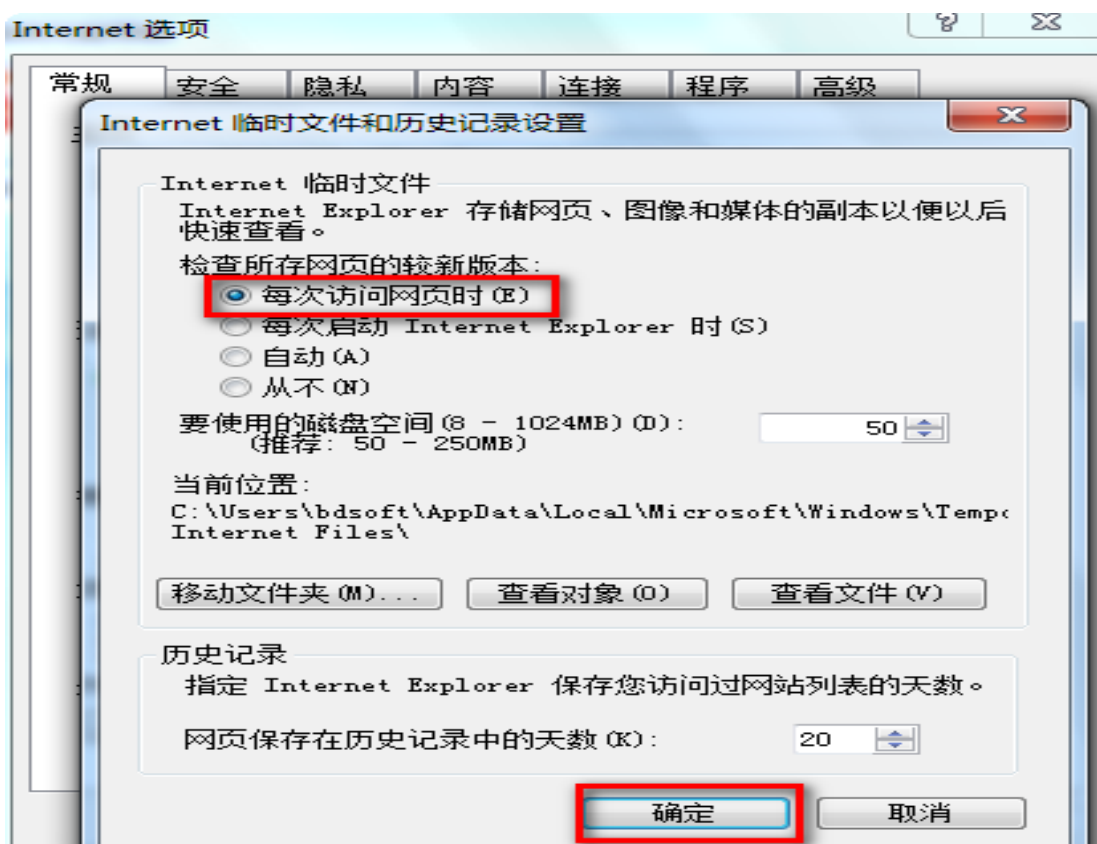 Internet 选项
常规 安全 隐私 内容 连接 程序 高级
Internet 临时文件和历史记录设置
Internet 临时文件
Internet Explorer 存储网页、图像和媒体的副本以便以后
快速查看。
检查所存网页的较新版本:
每次访问网页时(E)
每次启动 Internet Explorer 时(S)
自动(A)
从不(N)
要使用的磁盘空间(8 - 1024MB)(D): 50
(推荐: 50 - 250MB)
当前位置:
C:\Users\bdsoft\AppData\Local\Microsoft\Windows\Tempo
Internet Files\
移动文件夹(M)... 查看对象(O) 查看文件(V)
历史记录
指定 Internet Explorer 保存您访问过网站列表的天数。
网页保存在历史记录中的天数(K): 20
确定 取消